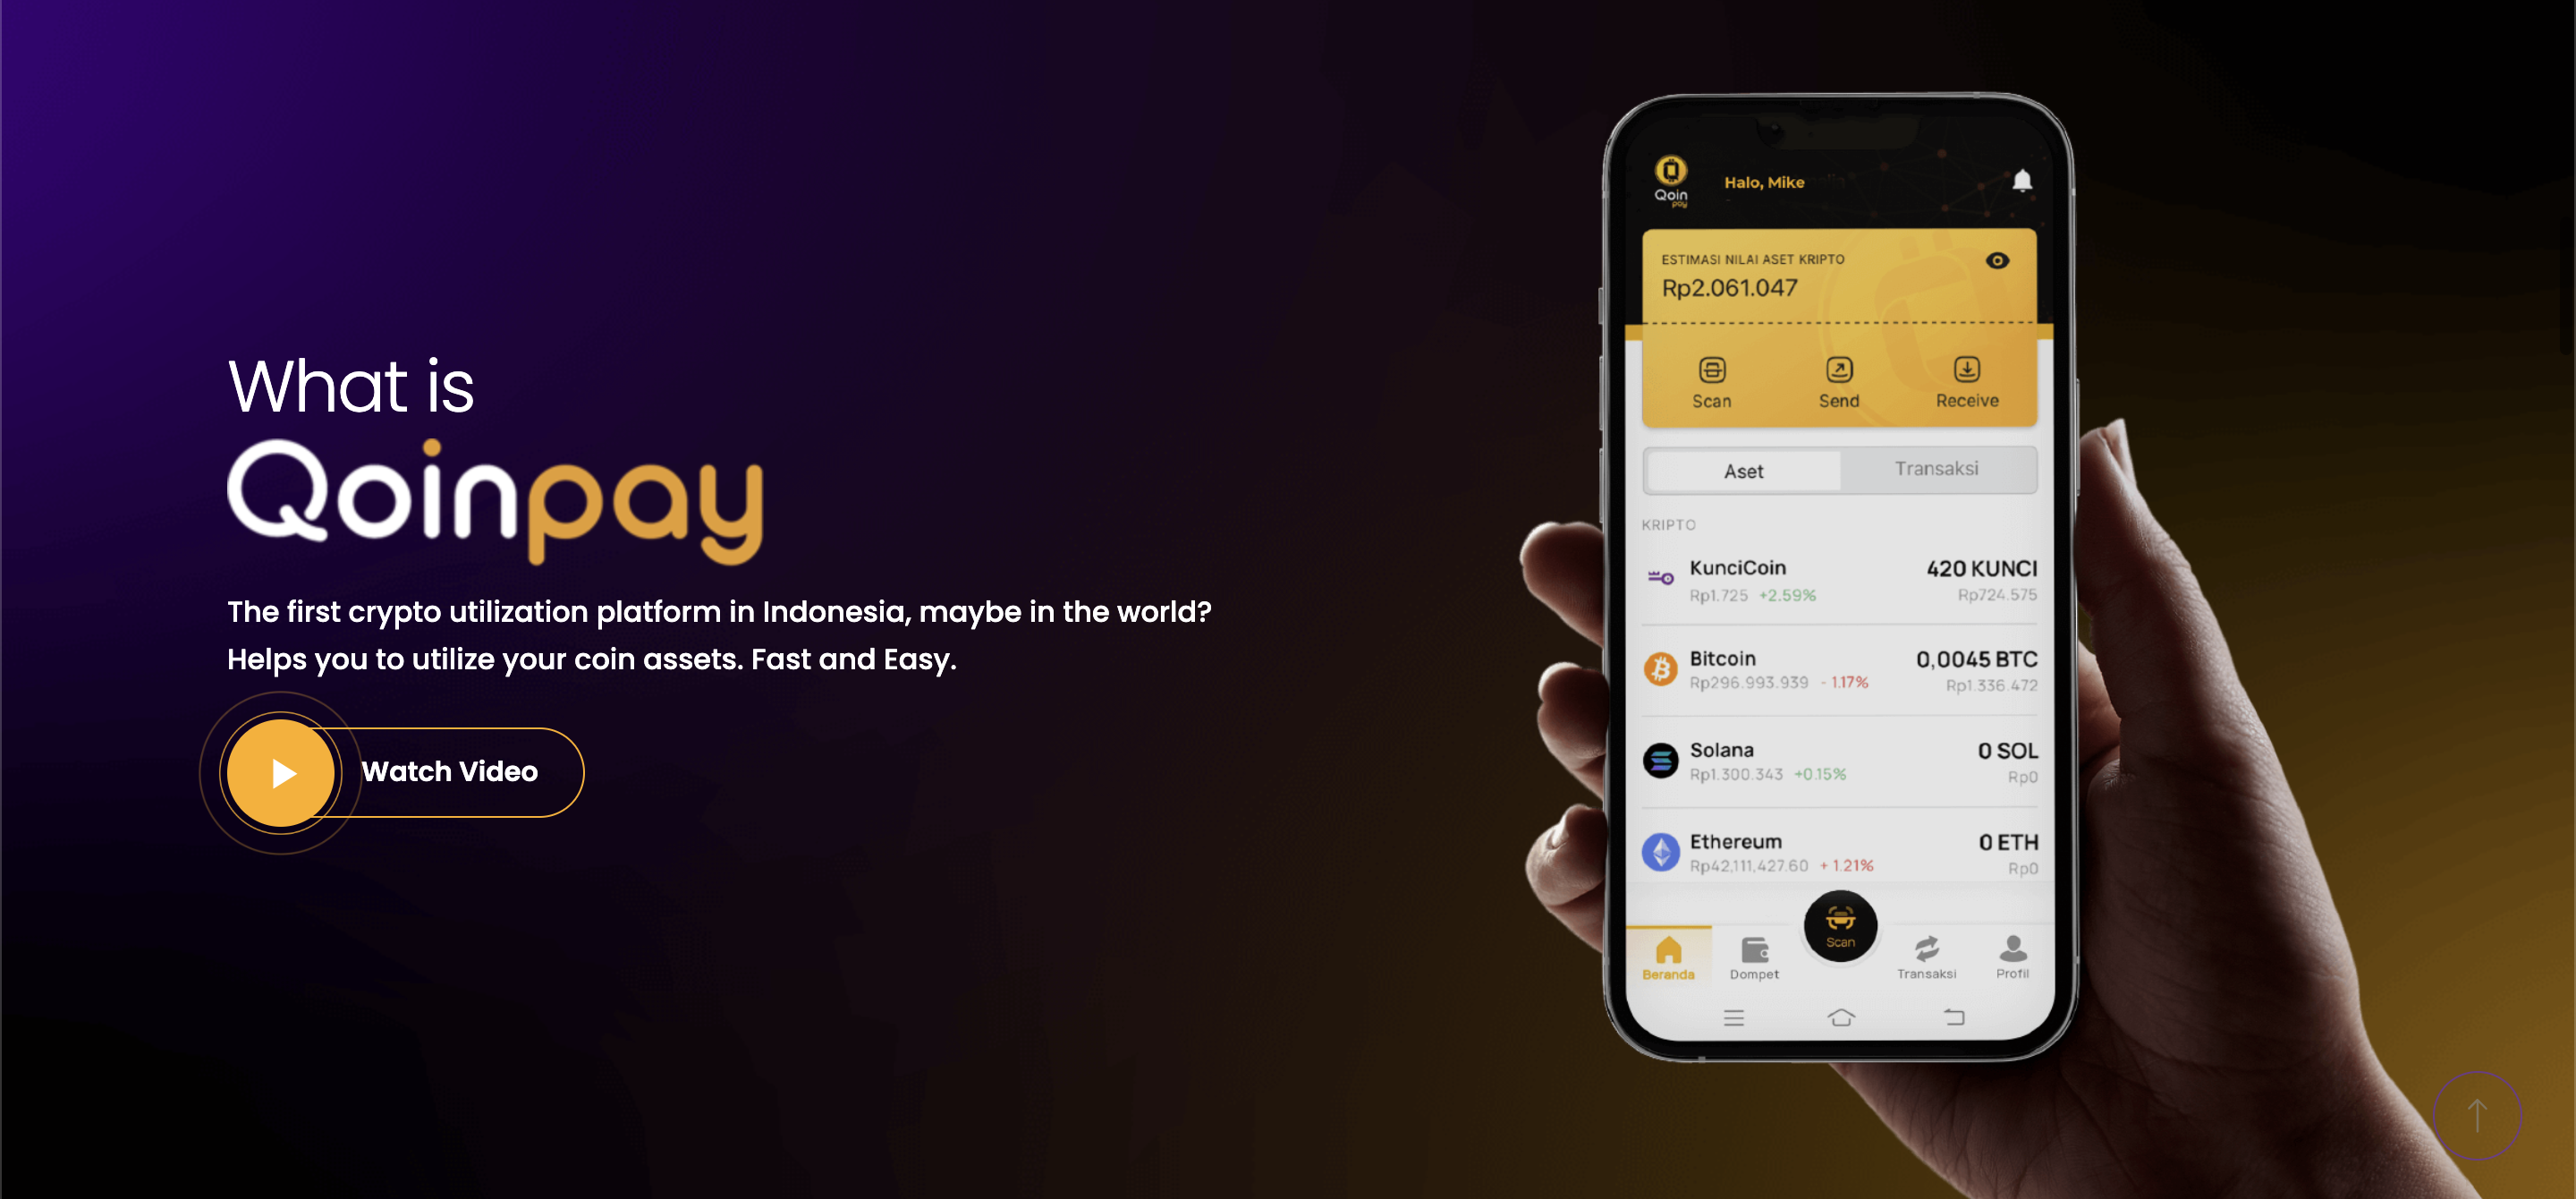 What is
Qoinpay
The first crypto utilization platform in Indonesia, maybe in the world?
Helps you to utilize your coin assets. Fast and Easy.
Watch Video
Qoin
pay
Halo, Mike
ESTIMASI NILAI ASET KRIPTO
Rp2.061.047
Scan Send Receive
Aset Transaksi
KRIPTO
KunciCoin 420 KUNCI
Rp1.725 +2.59% Rp724.575
Bitcoin 0,0045 BTC
Rp296.993.939 - 1.17% Rp1.336.472
Solana 0 SOL
Rp1.300.343 +0.15% Rp0
Ethereum 0 ETH
Rp42,111,427.60 + 1.21% Rp0
Scan
Beranda Dompet Transaksi Profil